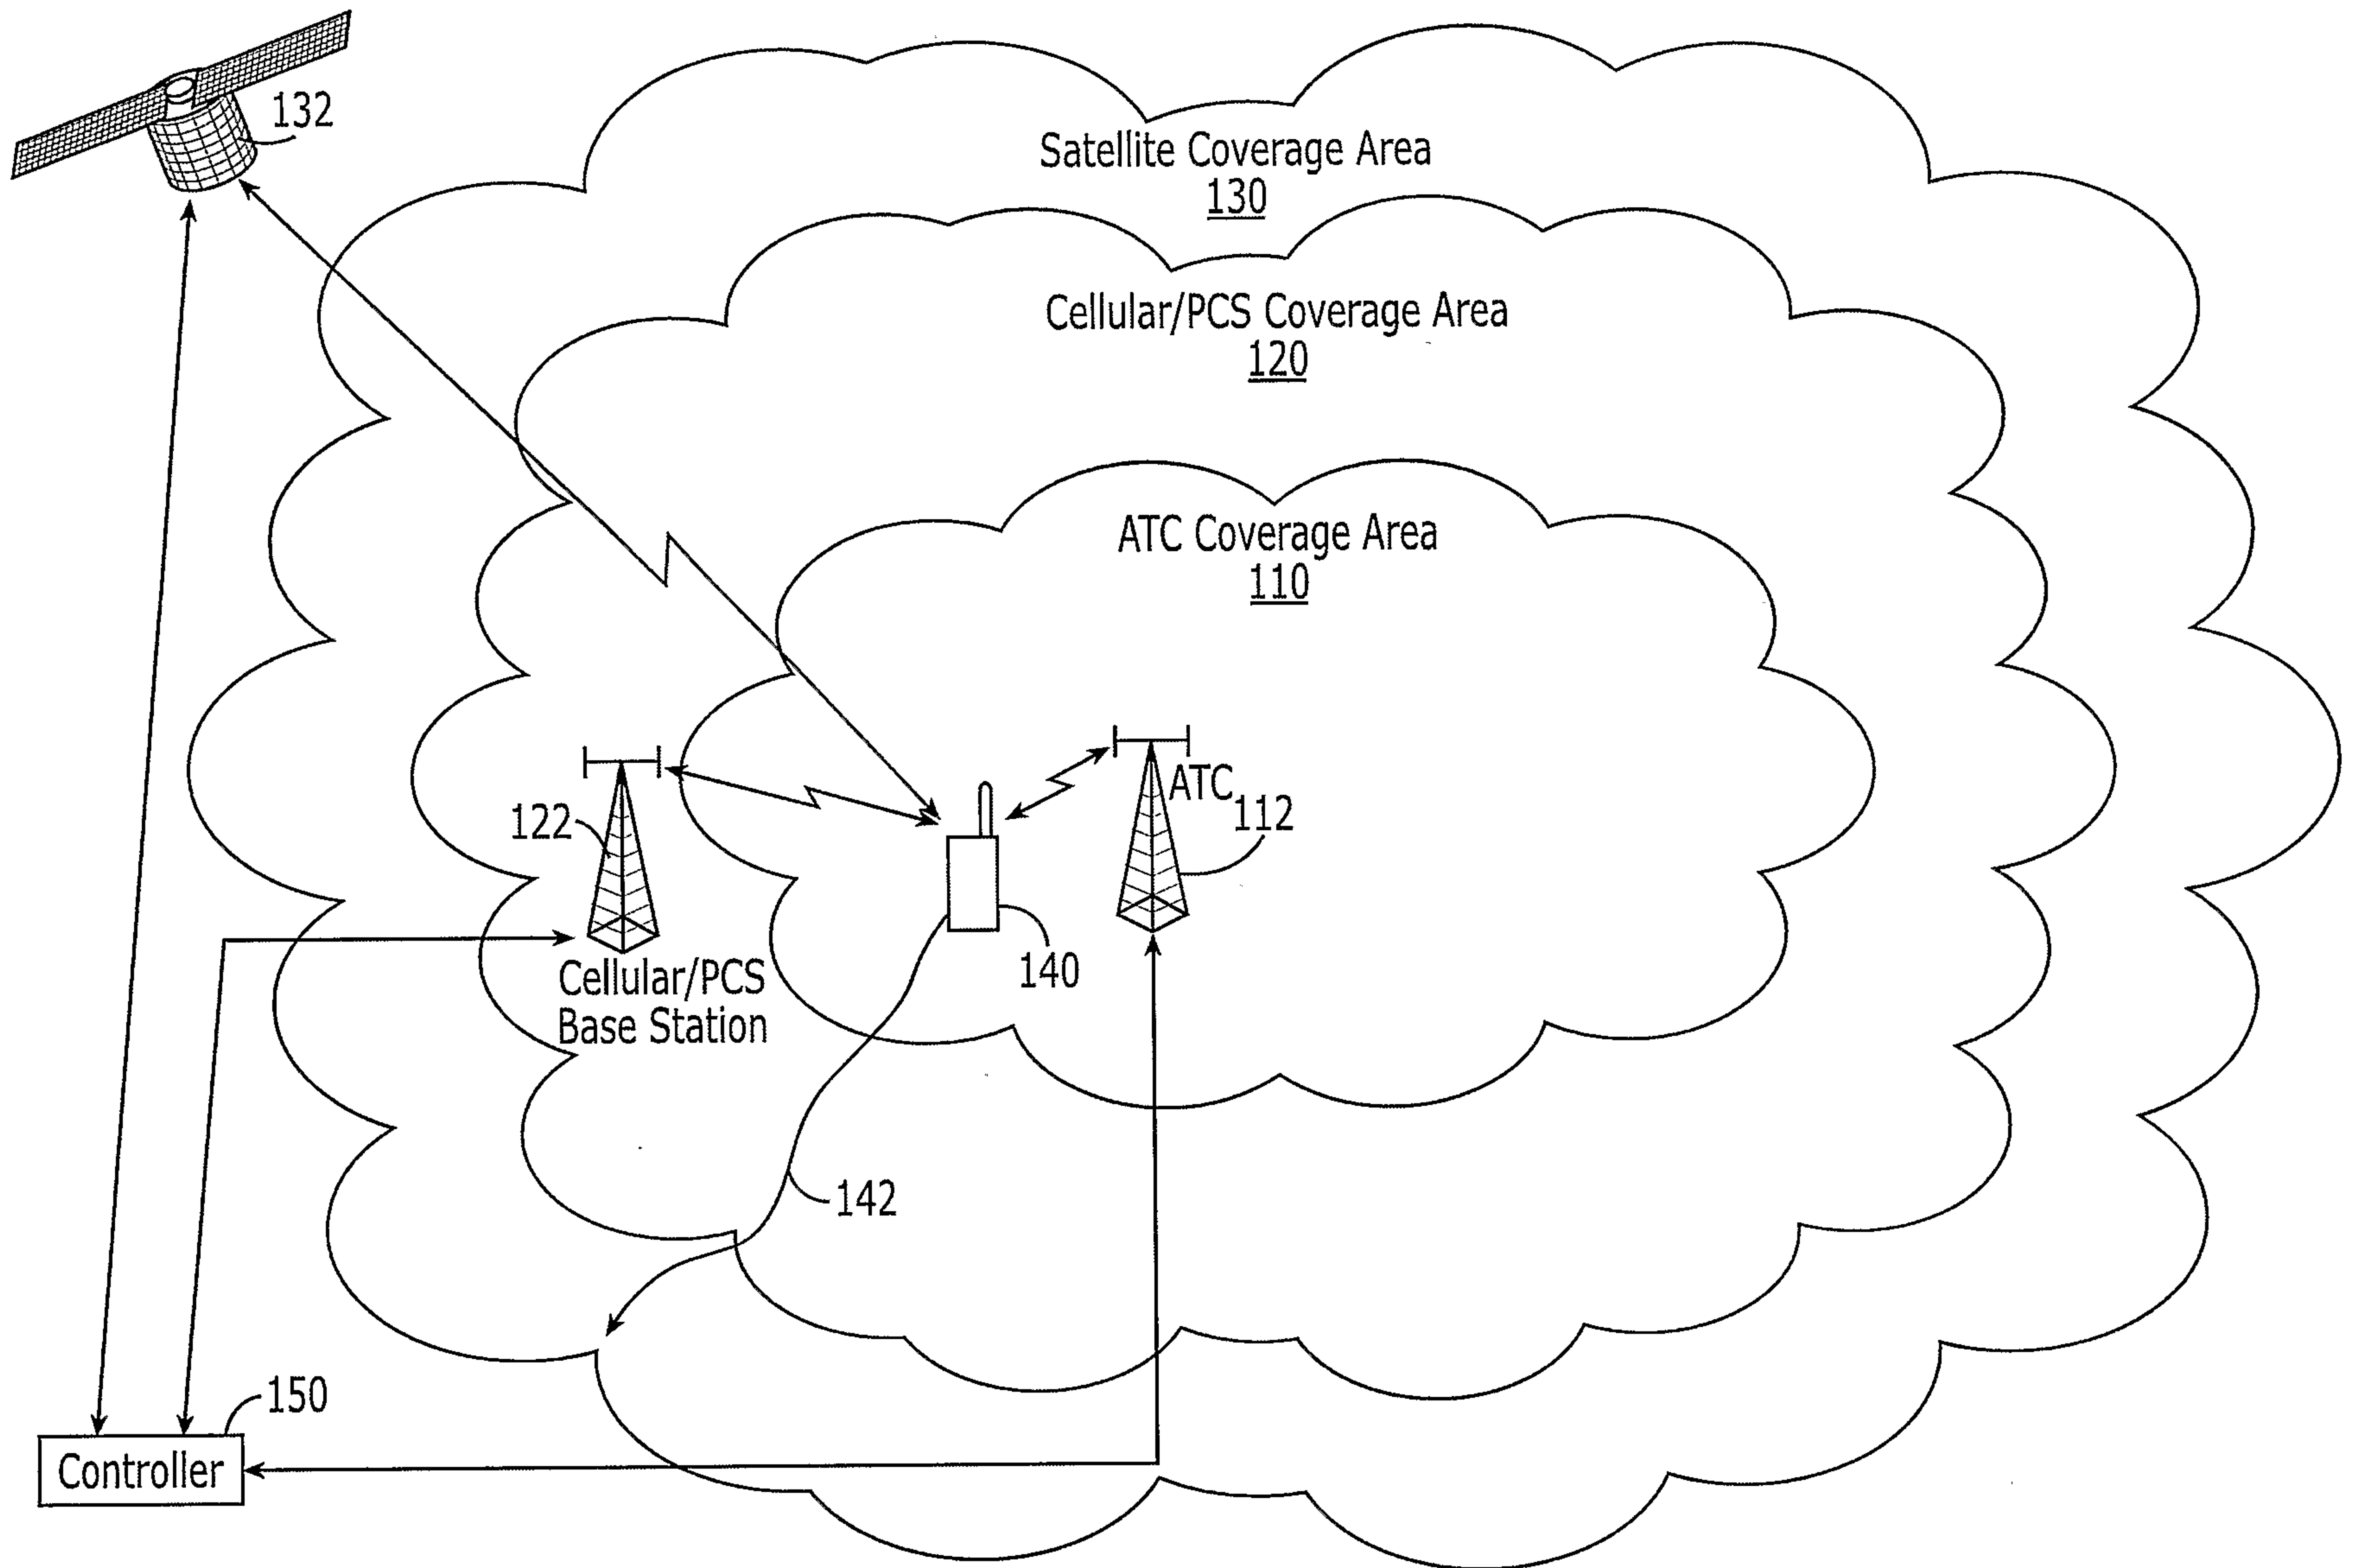 132
Satellite Coverage Area
130
Cellular/PCS Coverage Area
120
ATC Coverage Area
110
ATC
112
122
140
Cellular/PCS
Base Station
142
150
Controller